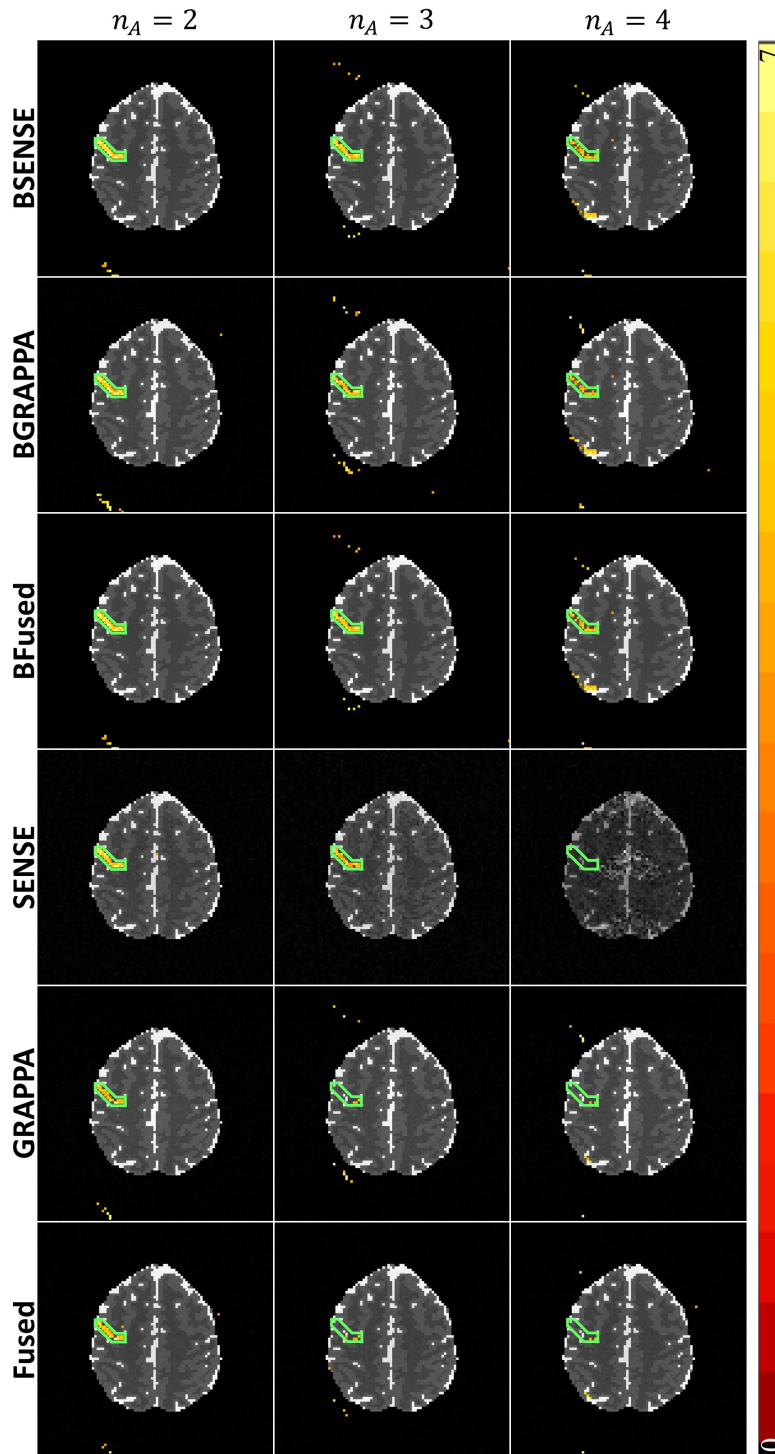 n_A = 2
n_A = 3
n_A = 4
7
BSENSE
BGRAPPA
BFused
SENSE
GRAPPA
Fused
0